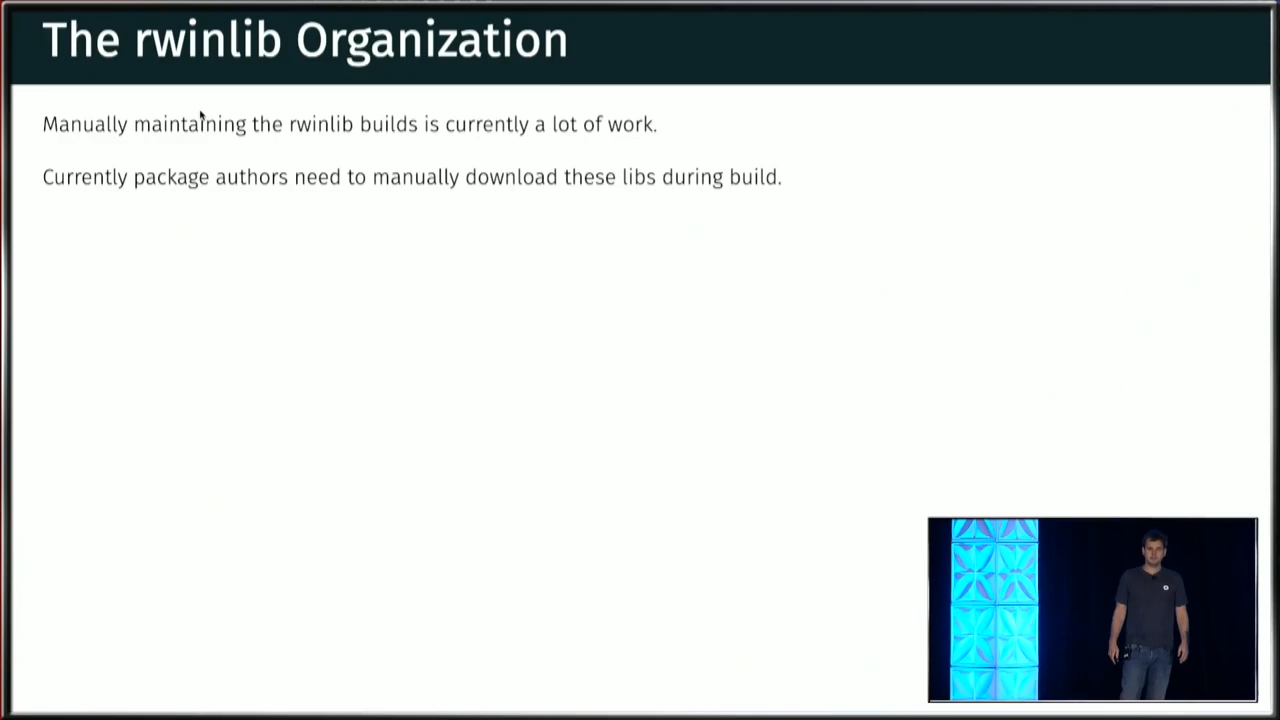 The rwinlib Organization
Manually maintaining the rwinlib builds is currently a lot of work.
Currently package authors need to manually download these libs during build.